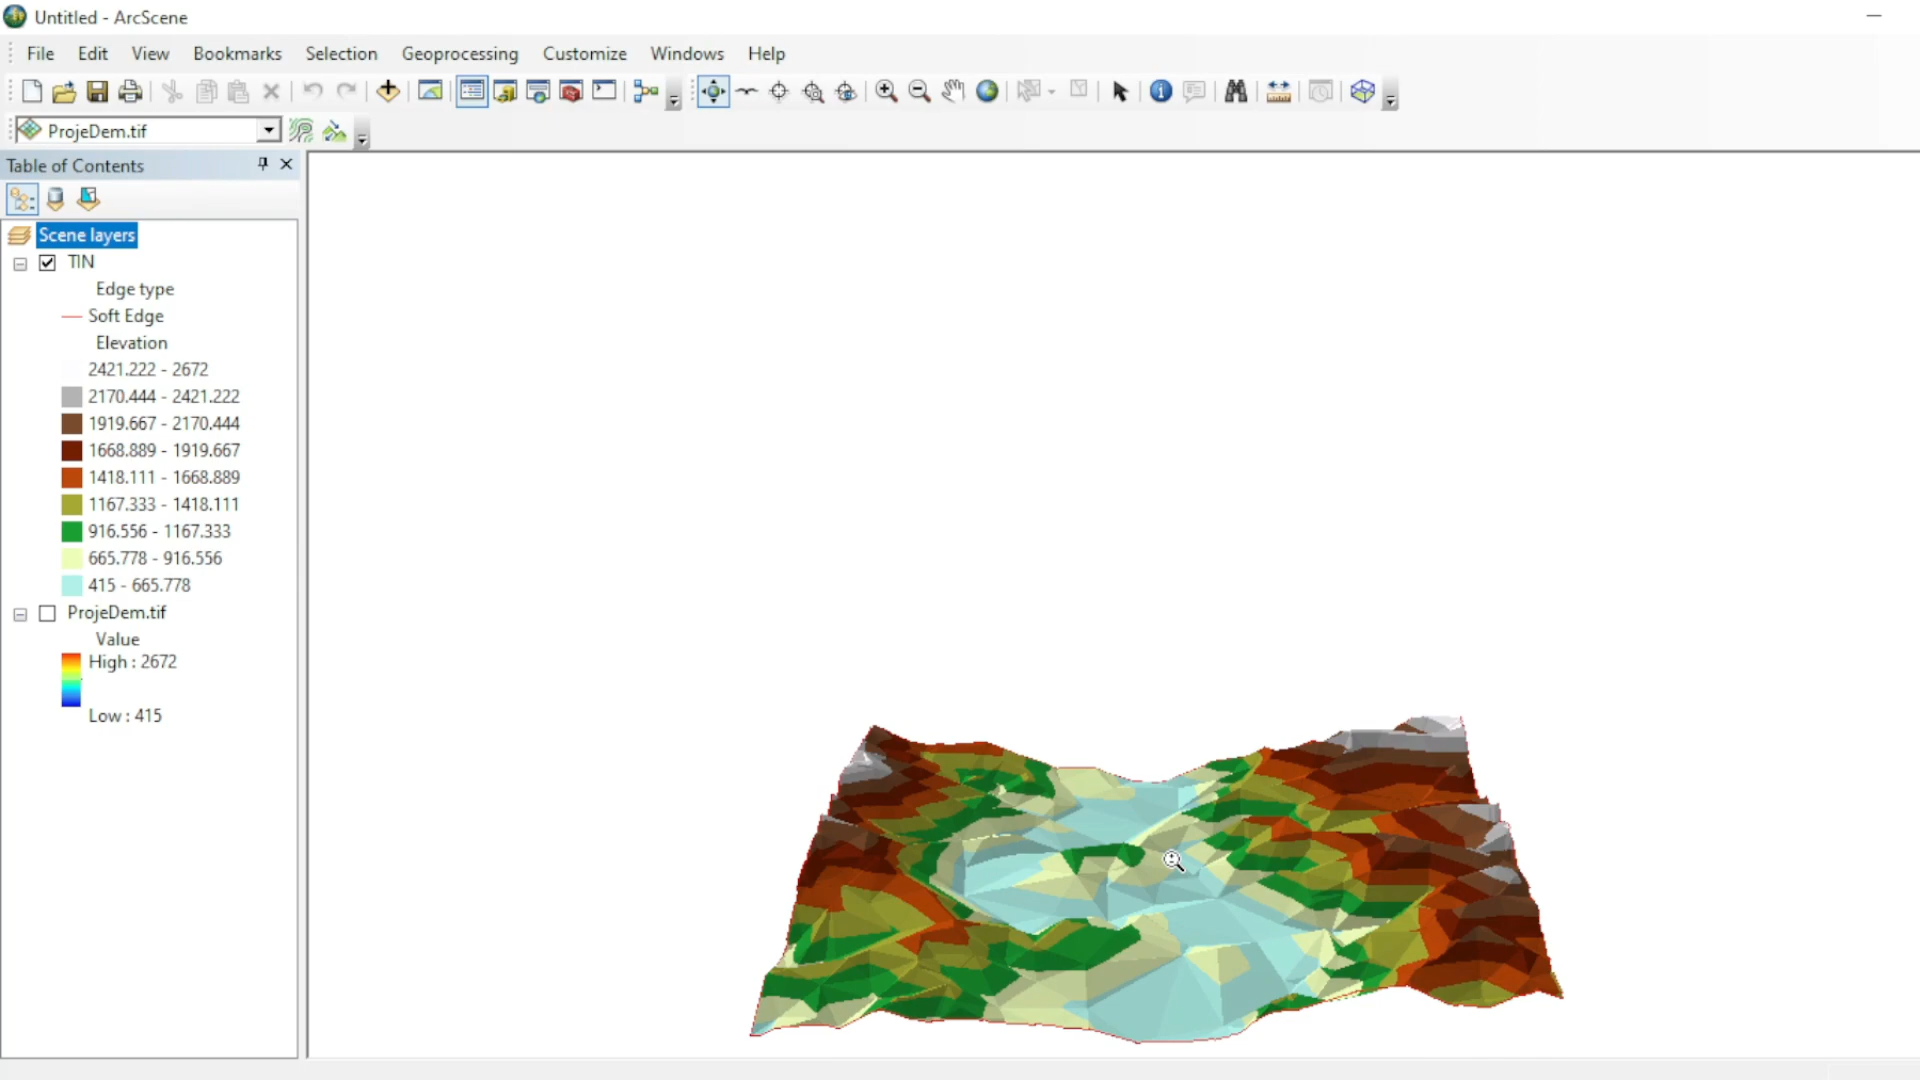 Untitled - ArcScene
File Edit View Bookmarks Selection Geoprocessing Customize Windows Help
ProjeDem.tif
Table of Contents
Scene layers
TIN
Edge type
Soft Edge
Elevation
2421.222 - 2672
2170.444 - 2421.222
1919.667 - 2170.444
1668.889 - 1919.667
1418.111 - 1668.889
1167.333 - 1418.111
916.556 - 1167.333
665.778 - 916.556
415 - 665.778
ProjeDem.tif
Value
High : 2672
Low : 415